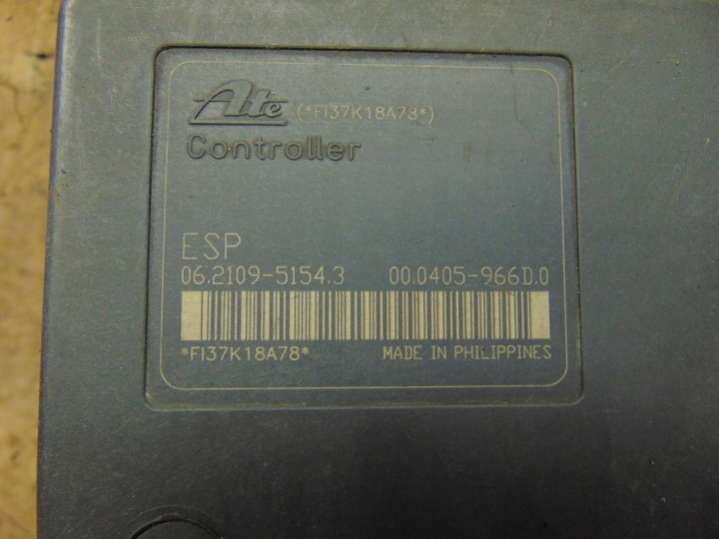 Ate (*FI37K18A78*)
Controller
ESP
06.2109-5154.3 00.0405-966D.0
*FI37K18A78* MADE IN PHILIPPINES